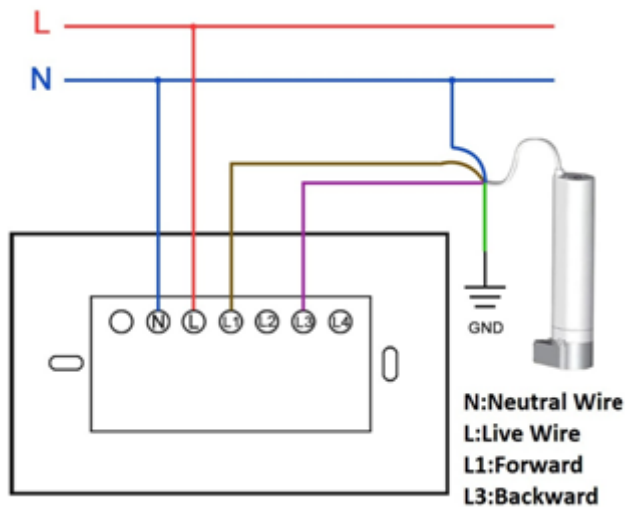 L
N
N L L1 L2 L3 L4
GND
N:Neutral Wire
L:Live Wire
L1:Forward
L3:Backward